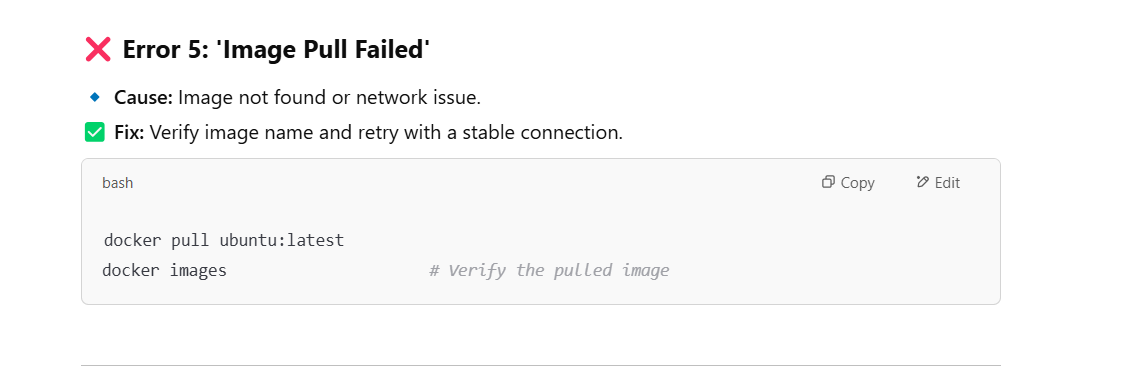 ❌ Error 5: 'Image Pull Failed'
🔹 Cause: Image not found or network issue.
✅ Fix: Verify image name and retry with a stable connection.
bash Copy Edit
docker pull ubuntu:latest
docker images # Verify the pulled image